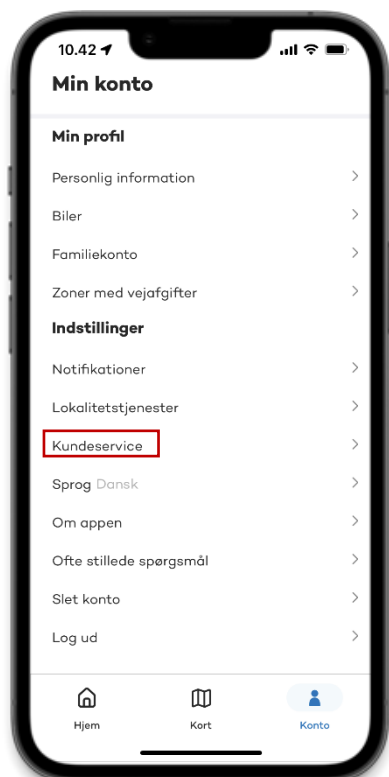 10.42
Min konto
Min profil
Personlig information
Biler
Familiekonto
Zoner med vejafgifter
Indstillinger
Notifikationer
Lokalitetstjenester
Kundeservice
Sprog Dansk
Om appen
Ofte stillede spørgsmål
Slet konto
Log ud
Hjem Kort Konto